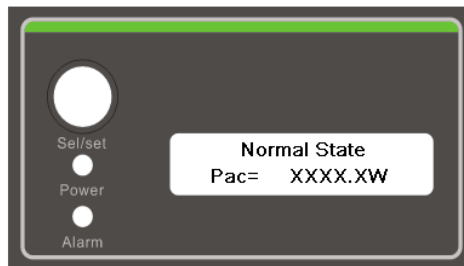 Sel/set
Normal State
Pac= XXXX.XW
Power
Alarm